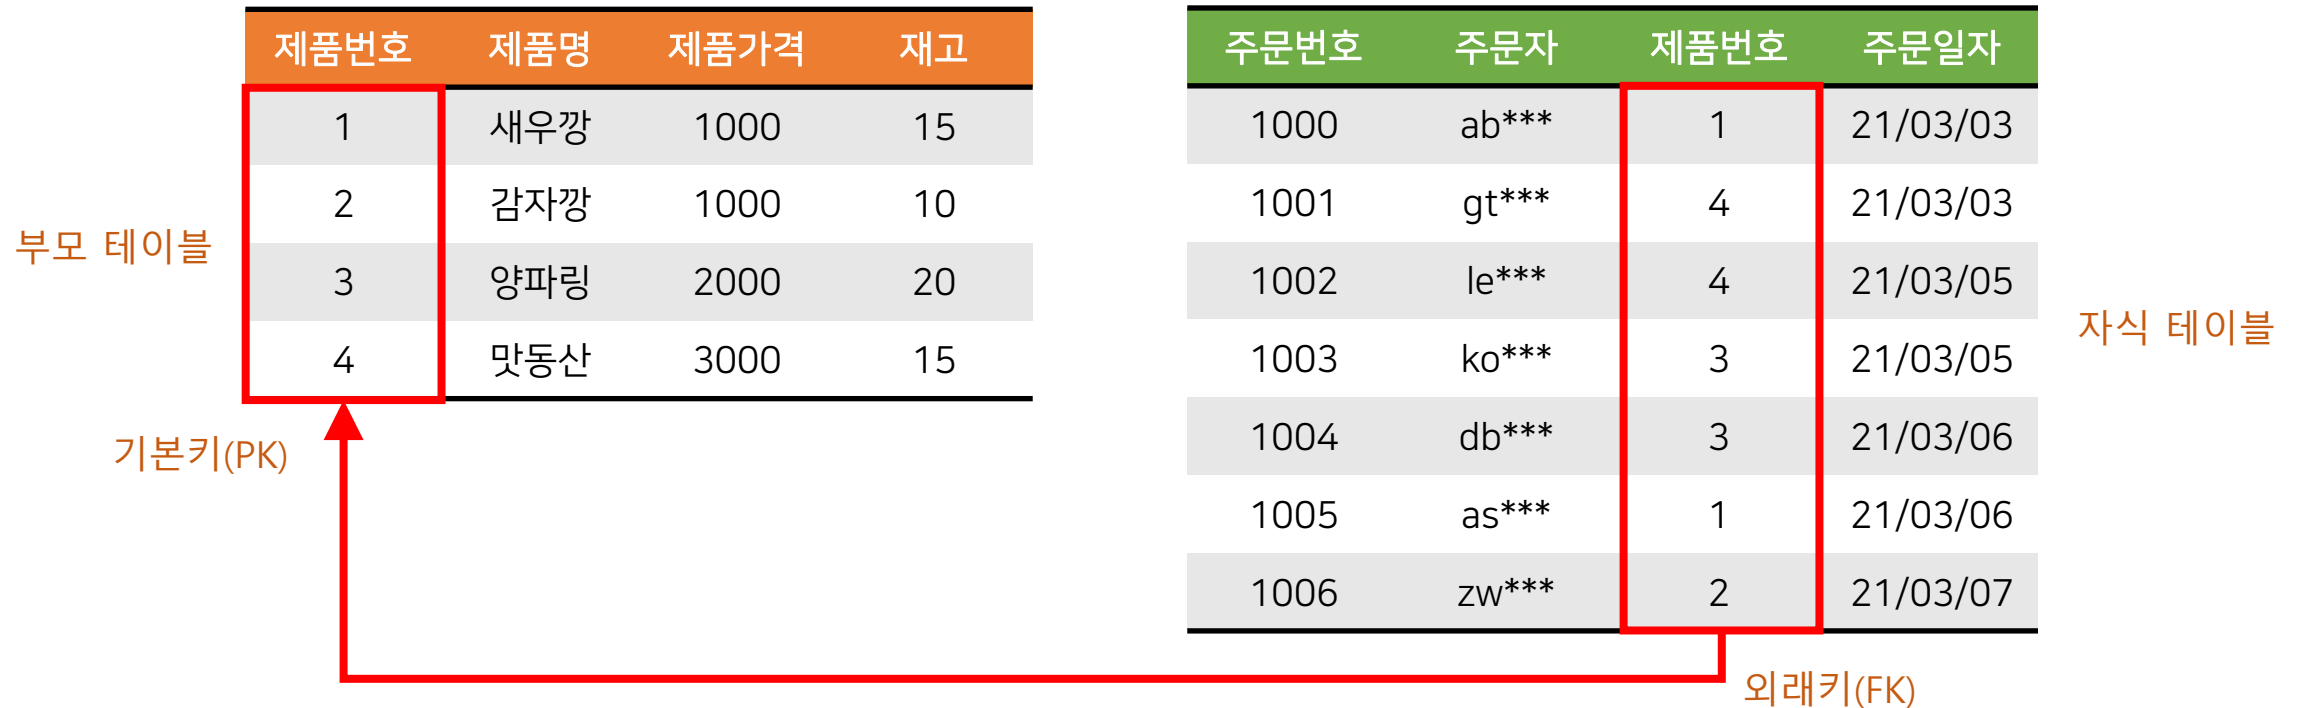 제품번호 제품명 제품가격 재고
1 새우깡 1000 15
2 감자깡 1000 10
3 양파링 2000 20
4 맛동산 3000 15
부모 테이블
기본키(PK)
주문번호 주문자 제품번호 주문일자
1000 ab*** 1 21/03/03
1001 gt*** 4 21/03/03
1002 le*** 4 21/03/05
1003 ko*** 3 21/03/05
1004 db*** 3 21/03/06
1005 as*** 1 21/03/06
1006 zw*** 2 21/03/07
자식 테이블
외래키(FK)